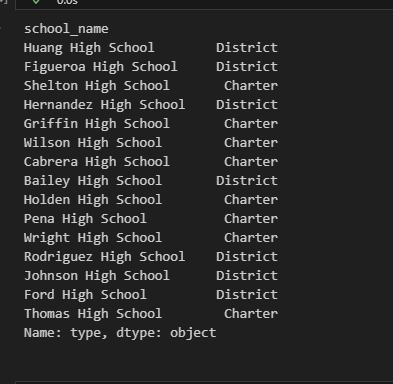 0.0s
school_name
Huang High School        District
Figueroa High School     District
Shelton High School       Charter
Hernandez High School    District
Griffin High School       Charter
Wilson High School        Charter
Cabrera High School       Charter
Bailey High School       District
Holden High School        Charter
Pena High School          Charter
Wright High School        Charter
Rodriguez High School    District
Johnson High School      District
Ford High School         District
Thomas High School        Charter
Name: type, dtype: object